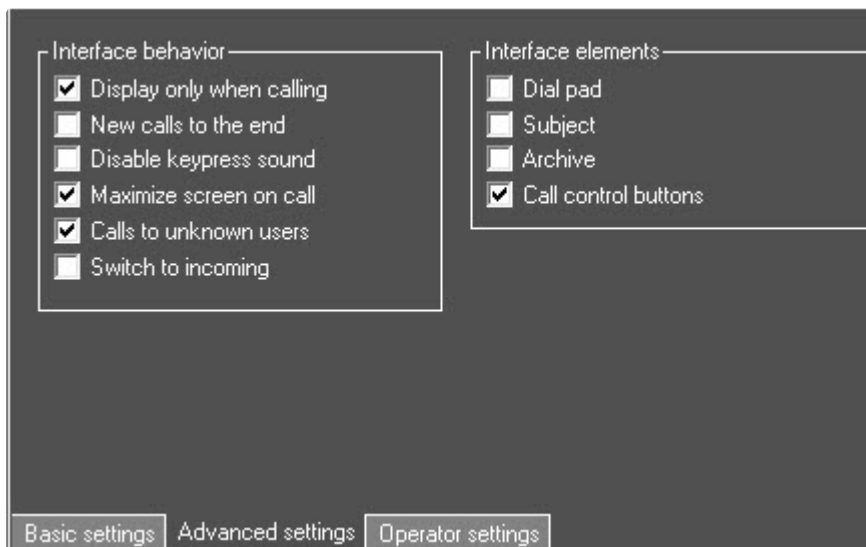 Interface behavior
Display only when calling
New calls to the end
Disable keypress sound
Maximize screen on call
Calls to unknown users
Switch to incoming
Interface elements
Dial pad
Subject
Archive
Call control buttons
Basic settings Advanced settings Operator settings